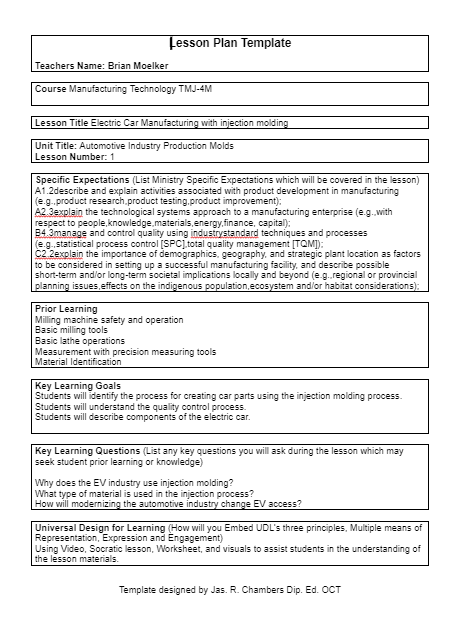 Lesson Plan Template
Teachers Name: Brian Moelker
Course Manufacturing Technology TMJ-4M
Lesson Title Electric Car Manufacturing with injection molding
Unit Title: Automotive Industry Production Molds
Lesson Number: 1
Specific Expectations (List Ministry Specific Expectations which will be covered in the lesson)
A1.2describe and explain activities associated with product development in manufacturing
(e.g.,product research,product testing,product improvement);
A2.3explain the technological systems approach to a manufacturing enterprise (e.g.,with
respect to people,knowledge,materials,energy,finance, capital);
B4.3manage and control quality using industrystandard techniques and processes
(e.g.,statistical process control [SPC],total quality management [TQM]);
C2.2explain the importance of demographics, geography, and strategic plant location as factors
to be considered in setting up a successful manufacturing facility, and describe possible
short-term and/or long-term societal implications locally and beyond (e.g.,regional or provincial
planning issues,effects on the indigenous population,ecosystem and/or habitat considerations);
Prior Learning
Milling machine safety and operation
Basic milling tools
Basic lathe operations
Measurement with precision measuring tools
Material Identification
Key Learning Goals
Students will identify the process for creating car parts using the injection molding process.
Students will understand the quality control process.
Students will describe components of the electric car.
Key Learning Questions (List any key questions you will ask during the lesson which may
seek student prior learning or knowledge)
Why does the EV industry use injection molding?
What type of material is used in the injection process?
How will modernizing the automotive industry change EV access?
Universal Design for Learning (How will you Embed UDL's three principles, Multiple means of
Representation, Expression and Engagement)
Using Video, Socratic lesson, Worksheet, and visuals to assist students in the understanding of
the lesson materials.
Template designed by Jas. R. Chambers Dip. Ed. OCT